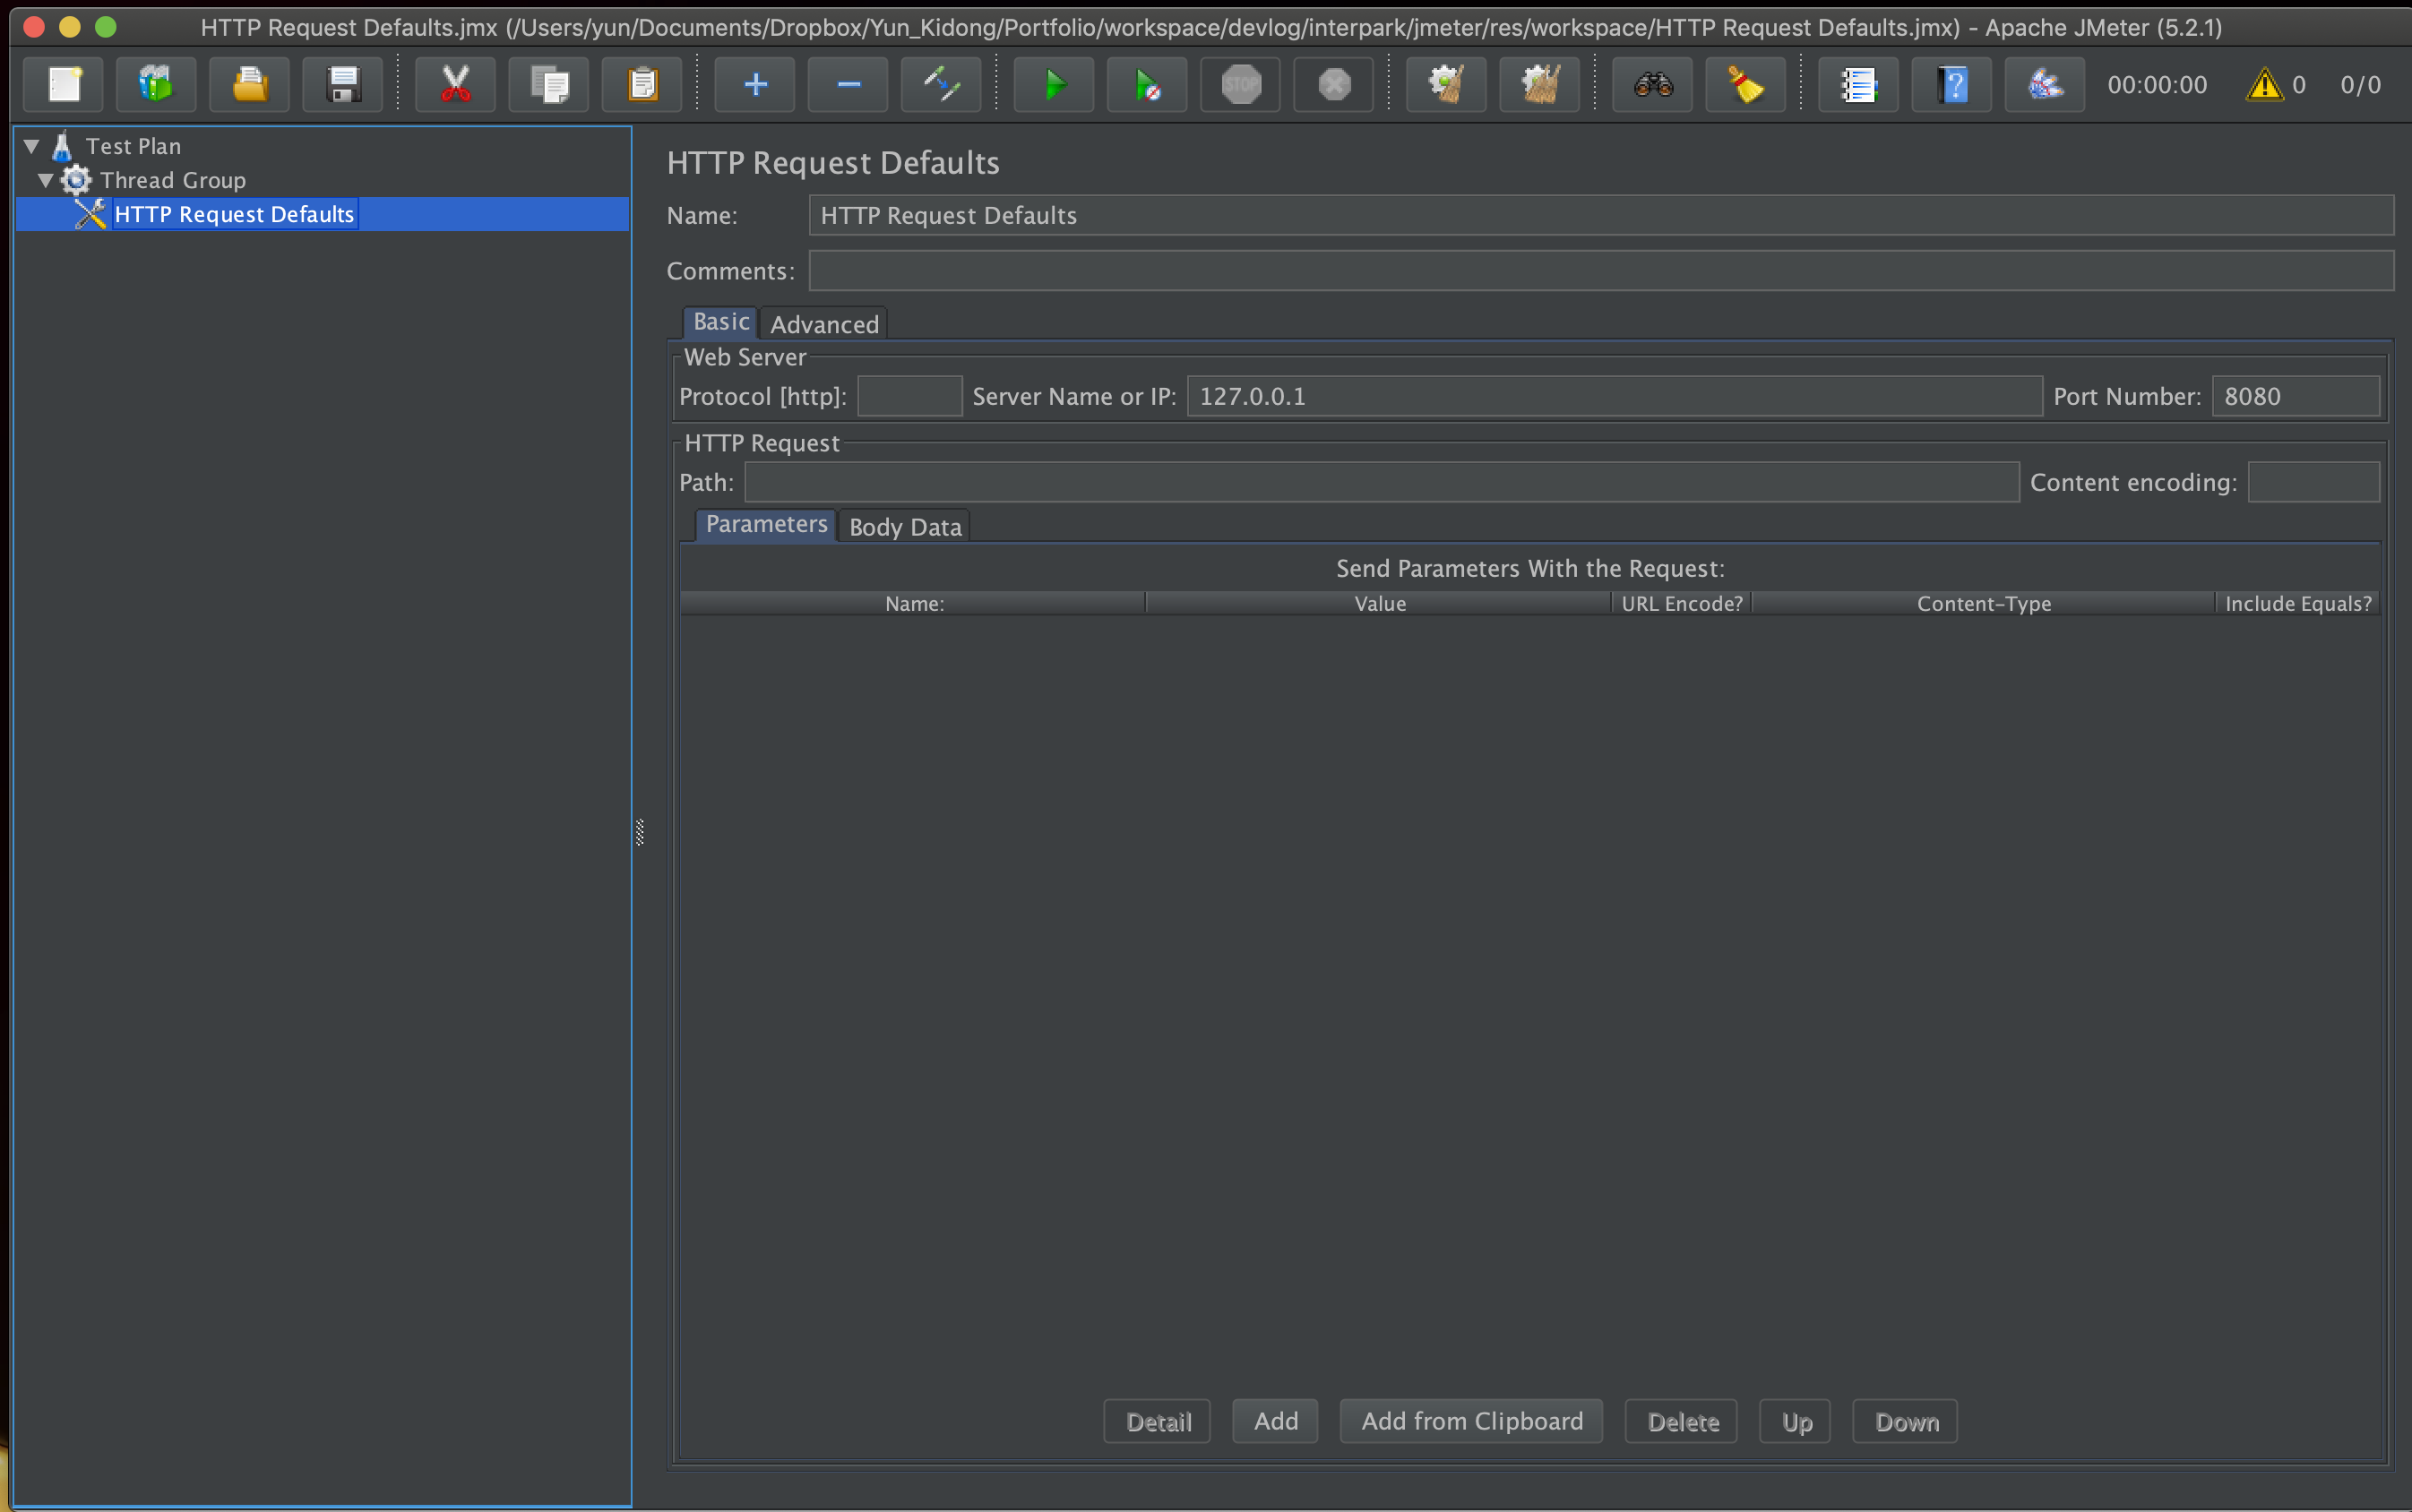 HTTP Request Defaults.jmx (/Users/yun/Documents/Dropbox/Yun_Kidong/Portfolio/workspace/devlog/interpark/jmeter/res/workspace/HTTP Request Defaults.jmx) - Apache JMeter (5.2.1)
STOP ? 00:00:00 0 0/0
Test Plan
Thread Group
HTTP Request Defaults
HTTP Request Defaults
Name: HTTP Request Defaults
Comments:
Basic Advanced
Web Server
Protocol [http]: Server Name or IP: 127.0.0.1 Port Number: 8080
HTTP Request
Path: Content encoding:
Parameters Body Data
Send Parameters With the Request:
Name: Value URL Encode? Content-Type Include Equals?
Detail Add Add from Clipboard Delete Up Down